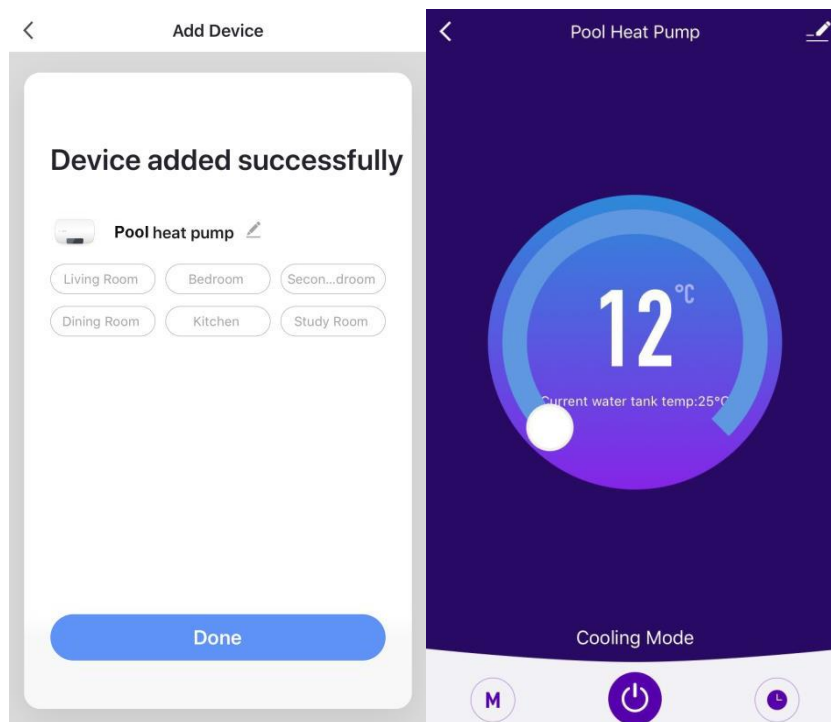 Add Device
Device added successfully
Pool heat pump
Living Room
Bedroom
Secon...droom
Dining Room
Kitchen
Study Room
Done
Pool Heat Pump
12 °C
Current water tank temp:25°C
Cooling Mode
M